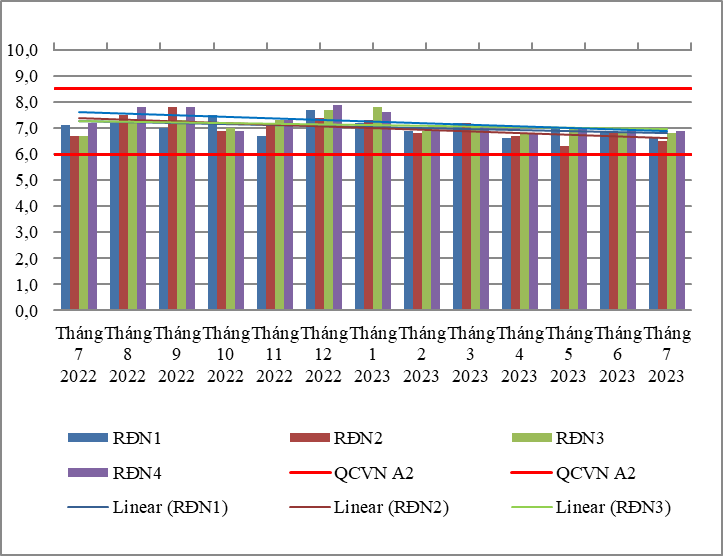 10,0
9,0
8,0
7,0
6,0
5,0
4,0
3,0
2,0
1,0
0,0
Tháng Tháng Tháng Tháng Tháng Tháng Tháng Tháng Tháng Tháng Tháng Tháng Tháng
7 8 9 10 11 12 1 2 3 4 5 6 7
2022 2022 2022 2022 2022 2022 2023 2023 2023 2023 2023 2023 2023
RĐN1 RĐN2 RĐN3
RĐN4 QCVN A2 QCVN A2
Linear (RĐN1) Linear (RĐN2) Linear (RĐN3)